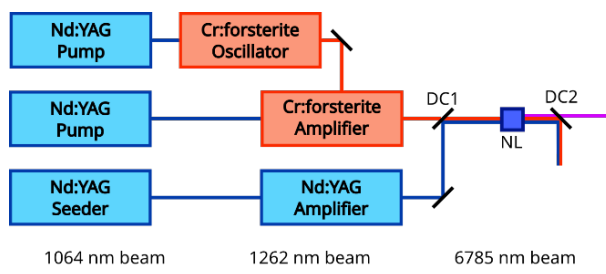 Nd:YAG
Pump
Cr:forsterite
Oscillator
Nd:YAG
Pump
Cr:forsterite
Amplifier
DC1
DC2
NL
Nd:YAG
Seeder
Nd:YAG
Amplifier
1064 nm beam
1262 nm beam
6785 nm beam